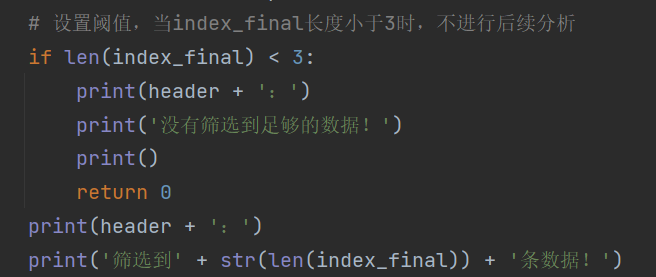 # 设置阈值，当index_final长度小于3时，不进行后续分析
if len(index_final) < 3:
print(header + '：')
print('没有筛选到足够的数据！')
print()
return 0
print(header + '：')
print('筛选到' + str(len(index_final)) + '条数据！')